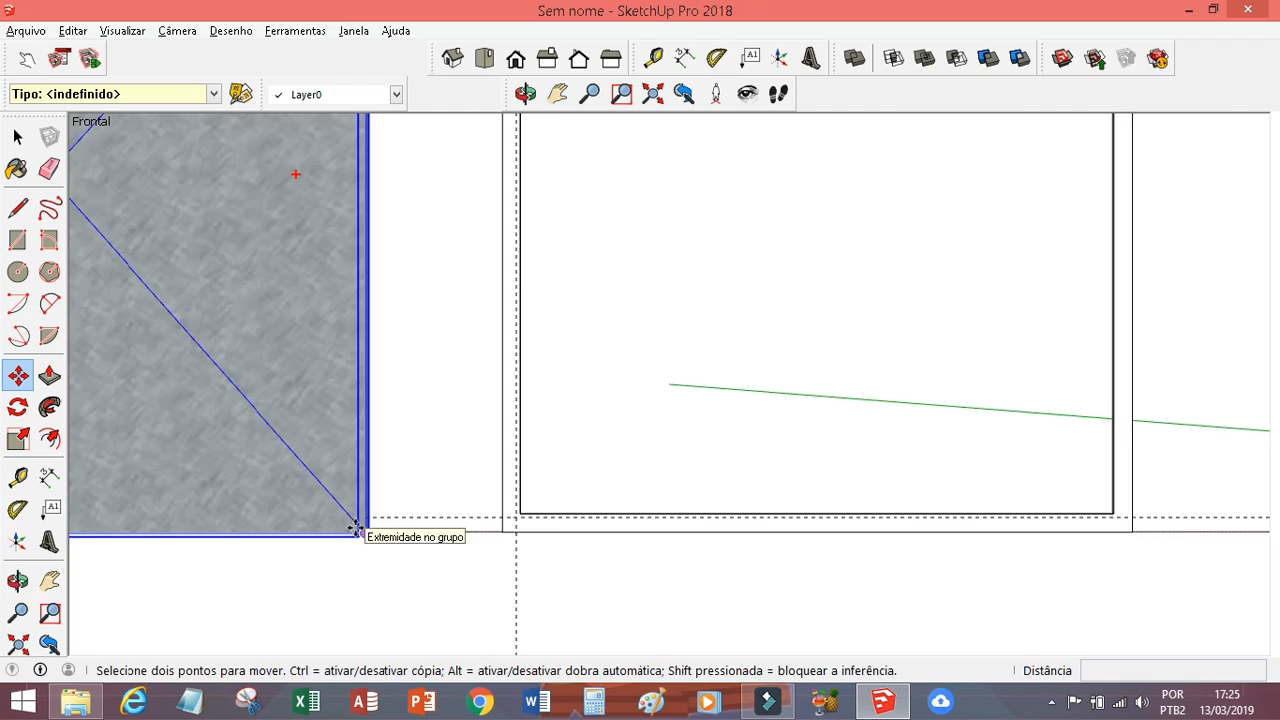 Sem nome - SketchUp Pro 2018
Arquivo Editar Visualizar Câmera Desenho Ferramentas Janela Ajuda
A1
Tipo: <indefinido>
✓ Layer0
Frontal
A1
Extremidade no grupo
Selecione dois pontos para mover. Ctrl = ativar/desativar cópia; Alt = ativar/desativar dobra automática; Shift pressionada = bloquear a inferência.
Distância
POR 17:25
PTB2 13/03/2019